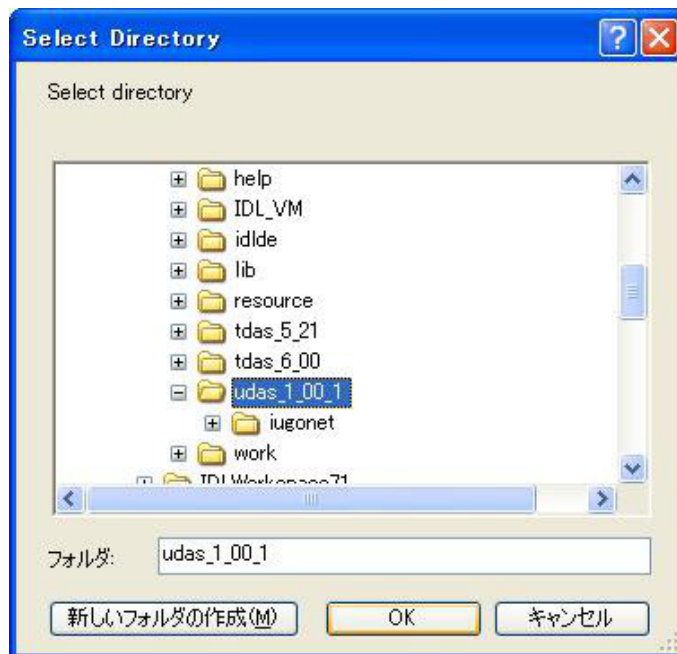 Select Directory
Select directory
help
IDL_VM
idlde
lib
resource
tdas_5_21
tdas_6_00
udas_1_00_1
iugonet
work
IDLWorkspace71
フォルダ:
udas_1_00_1
新しいフォルダの作成(M)
OK
キャンセル